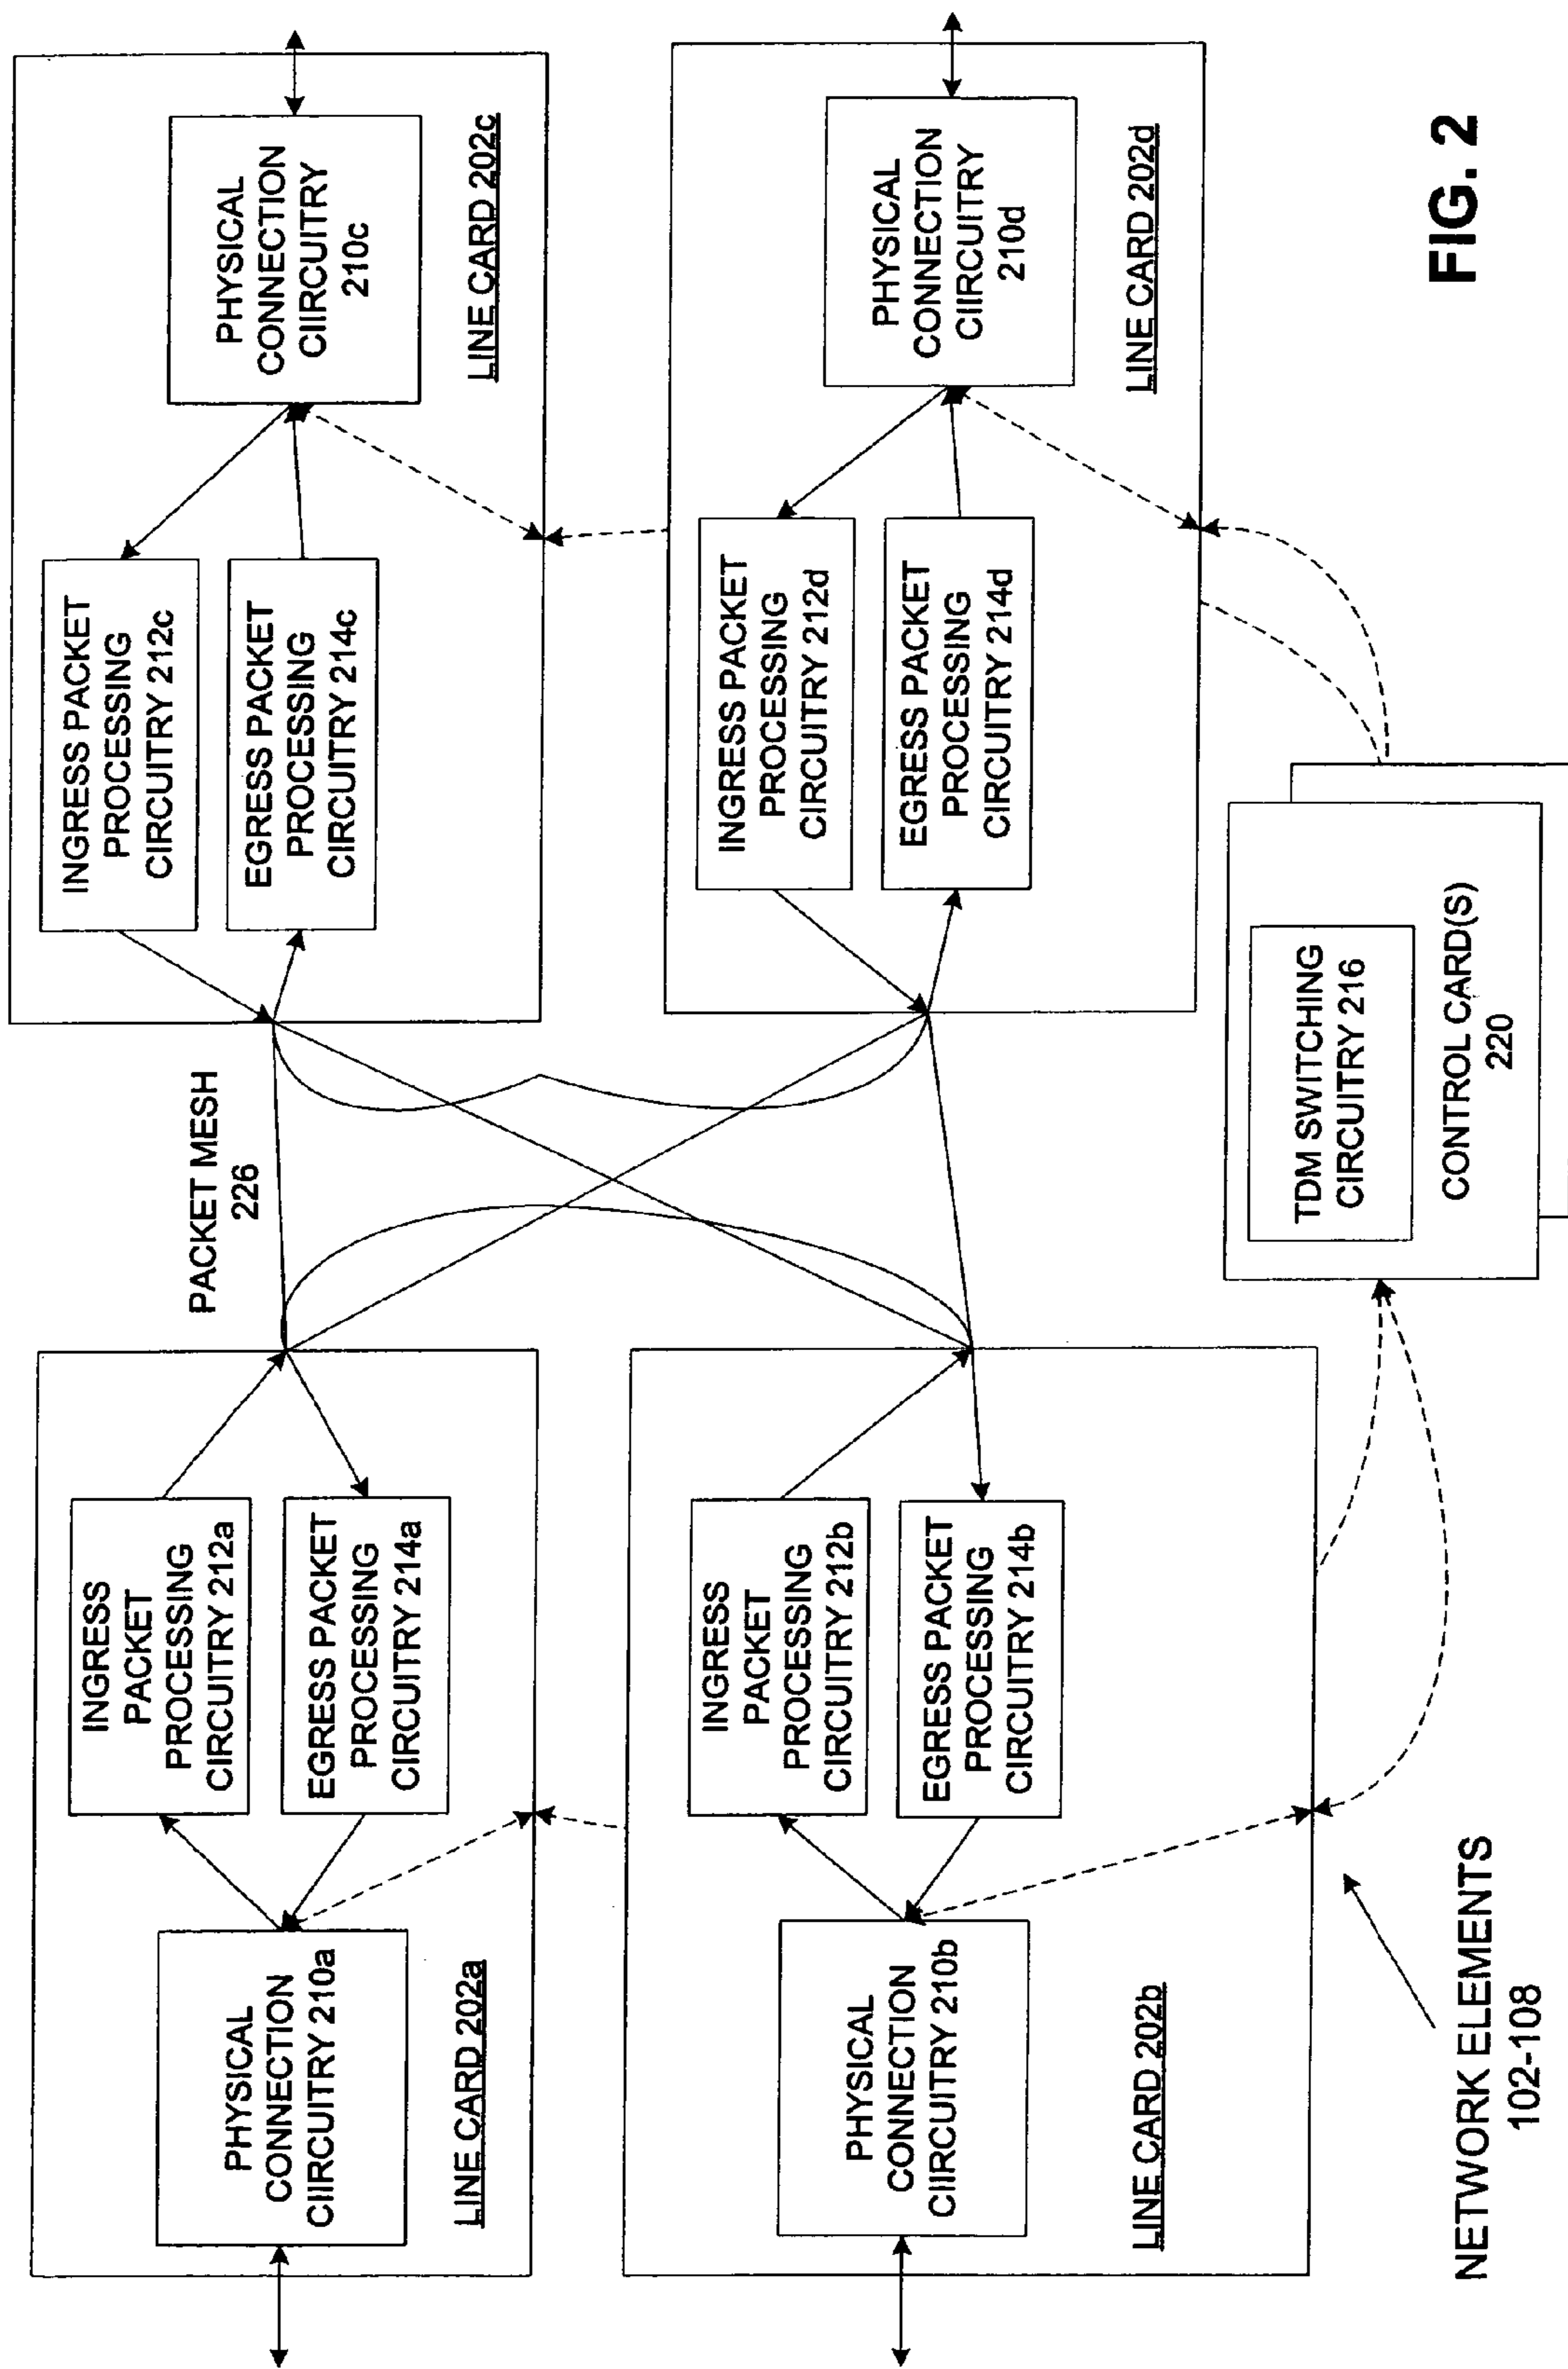 PACKET MESH
226
INGRESS
PACKET
PROCESSING
CIRCUITRY 212a
EGRESS PACKET
PROCESSING
CIRCUITRY 214a
PHYSICAL
CONNECTION
CIIRCUITRY 210a
LINE CARD 202a
INGRESS PACKET
PROCESSING
CIRCUITRY 212c
EGRESS PACKET
PROCESSING
CIRCUITRY 214c
PHYSICAL
CONNECTION
CIIRCUITRY
210c
LINE CARD 202c
INGRESS
PACKET
PROCESSING
CIRCUITRY 212b
EGRESS PACKET
PROCESSING
CIRCUITRY 214b
PHYSICAL
CONNECTION
CIIRCUITRY 210b
LINE CARD 202b
INGRESS PACKET
PROCESSING
CIRCUITRY 212d
EGRESS PACKET
PROCESSING
CIRCUITRY 214d
PHYSICAL
CONNECTION
CIIRCUITRY
210d
LINE CARD 202d
TDM SWITCHING
CIRCUITRY 216
CONTROL CARD(S)
220
NETWORK ELEMENTS
102-108
FIG. 2